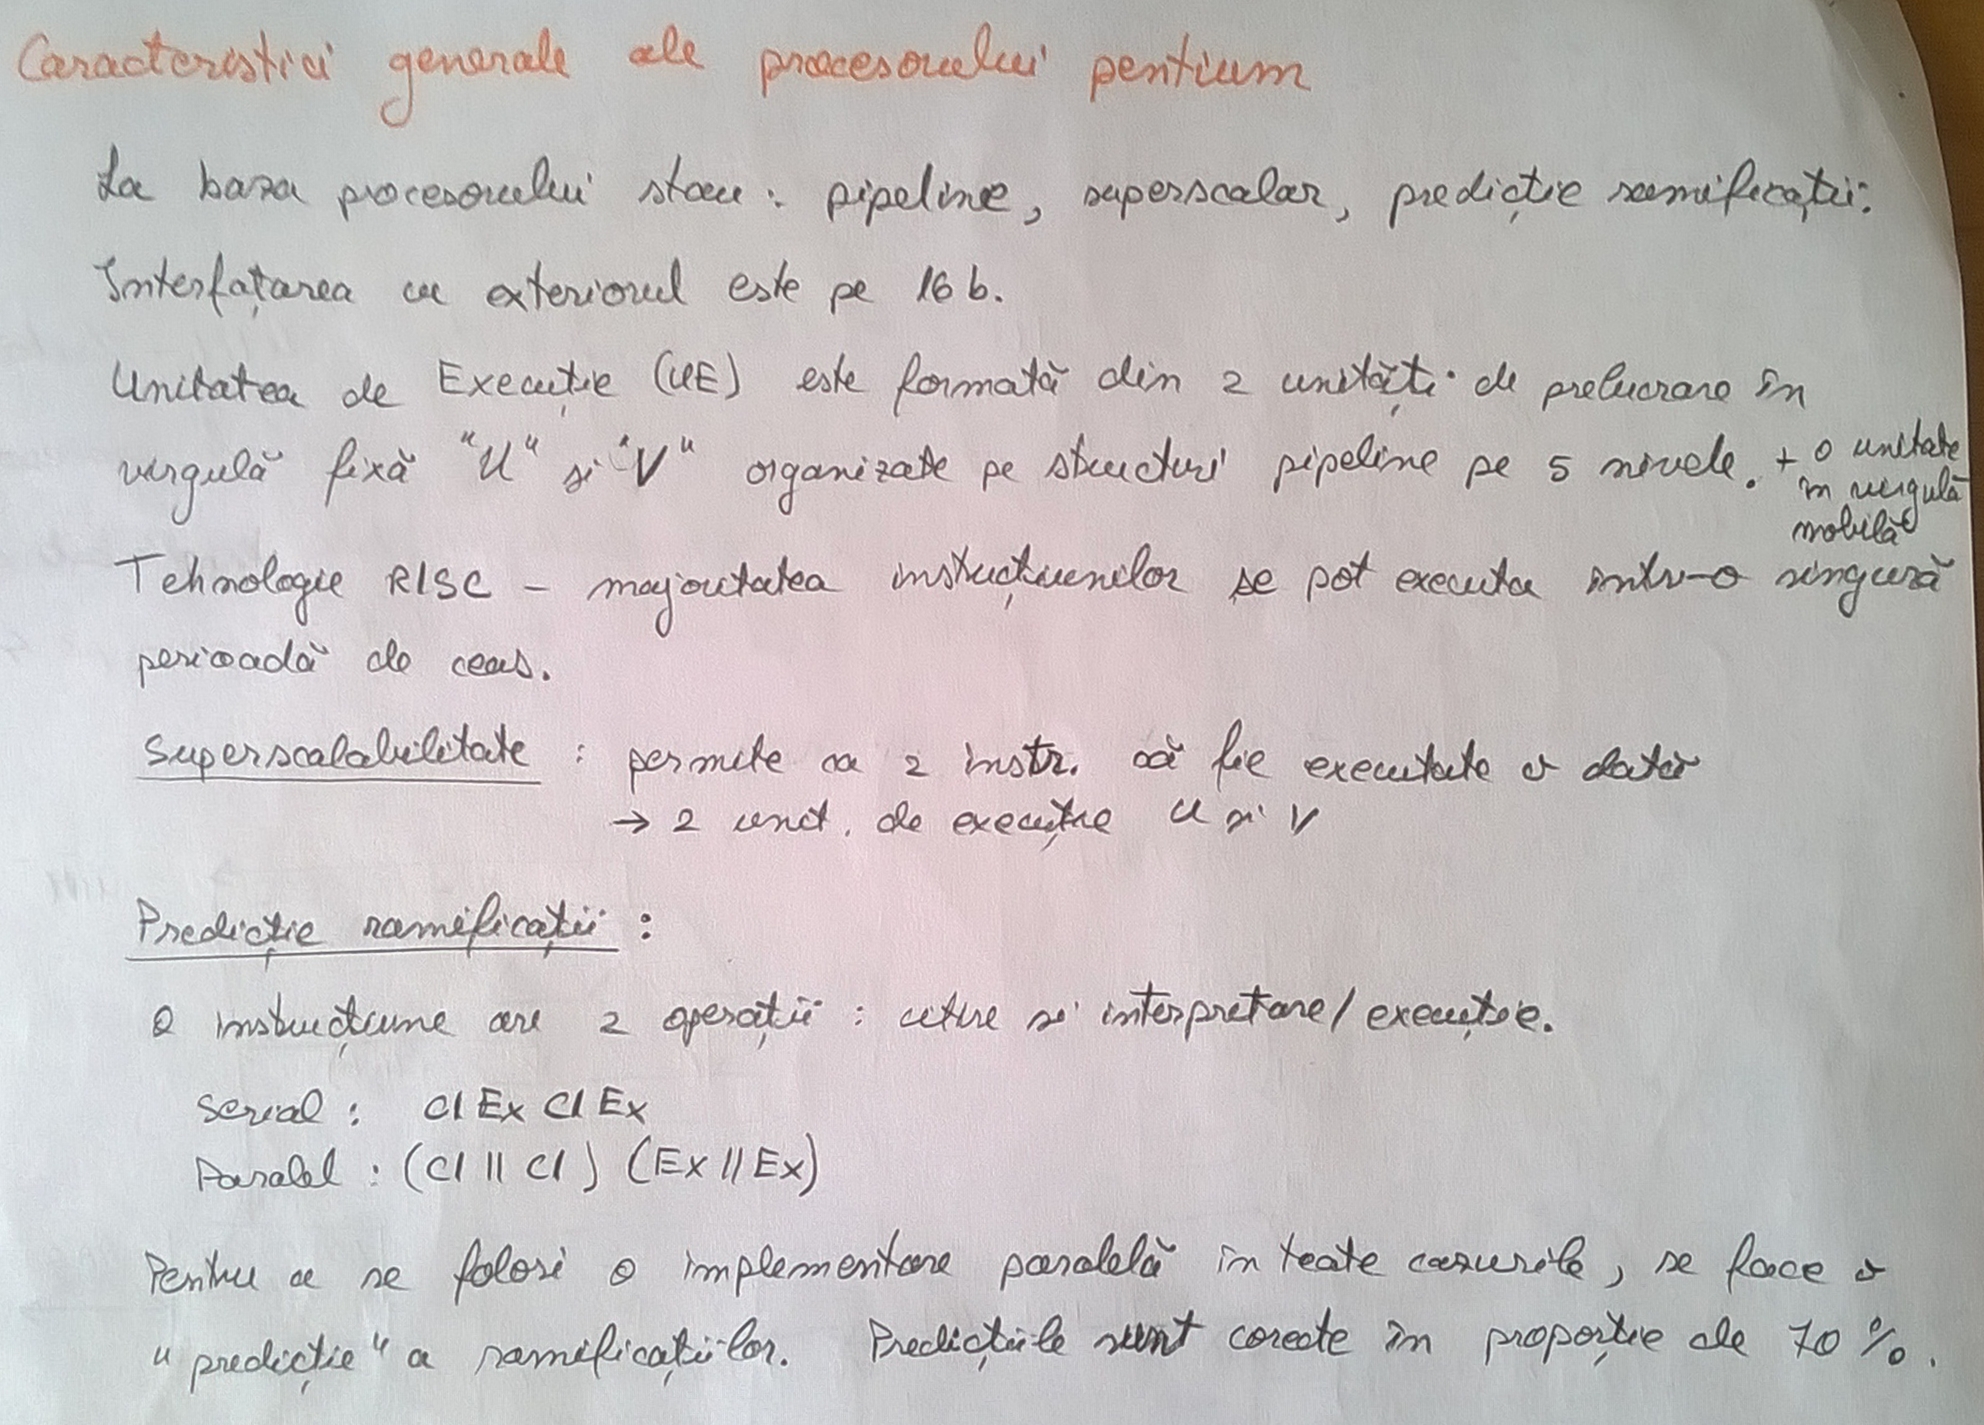 Caracteristici generale ale procesorului pentium
La baza procesorului stau : pipeline, superscalar, predicție ramificații.
Interfațarea cu exteriorul este pe 16 b.
Unitatea de Execuție (UE) este formată din 2 unități de prelucrare în
virgulă fixă "U" și "V" organizate pe structuri pipeline pe 5 nivele. + o unitate
în virgulă
mobilă
Tehnologie RISC - majoritatea instrucțiunilor se pot executa într-o singură
perioadă de ceas.
Superscalabilitate : permite ca 2 instr. să fie executate o dată
→ 2 unit. de execuție U și V
Predicție ramificații :
O instrucțiune are 2 operații : citire și interpretare/execuție.
Serial : CI Ex CI Ex
Paralel : (CI || CI) (Ex // Ex)
Pentru a se folosi o implementare paralelă în toate cazurile, se face o
"predicție" a ramificațiilor. Predicțiile sunt corecte în proporție de 70 %.